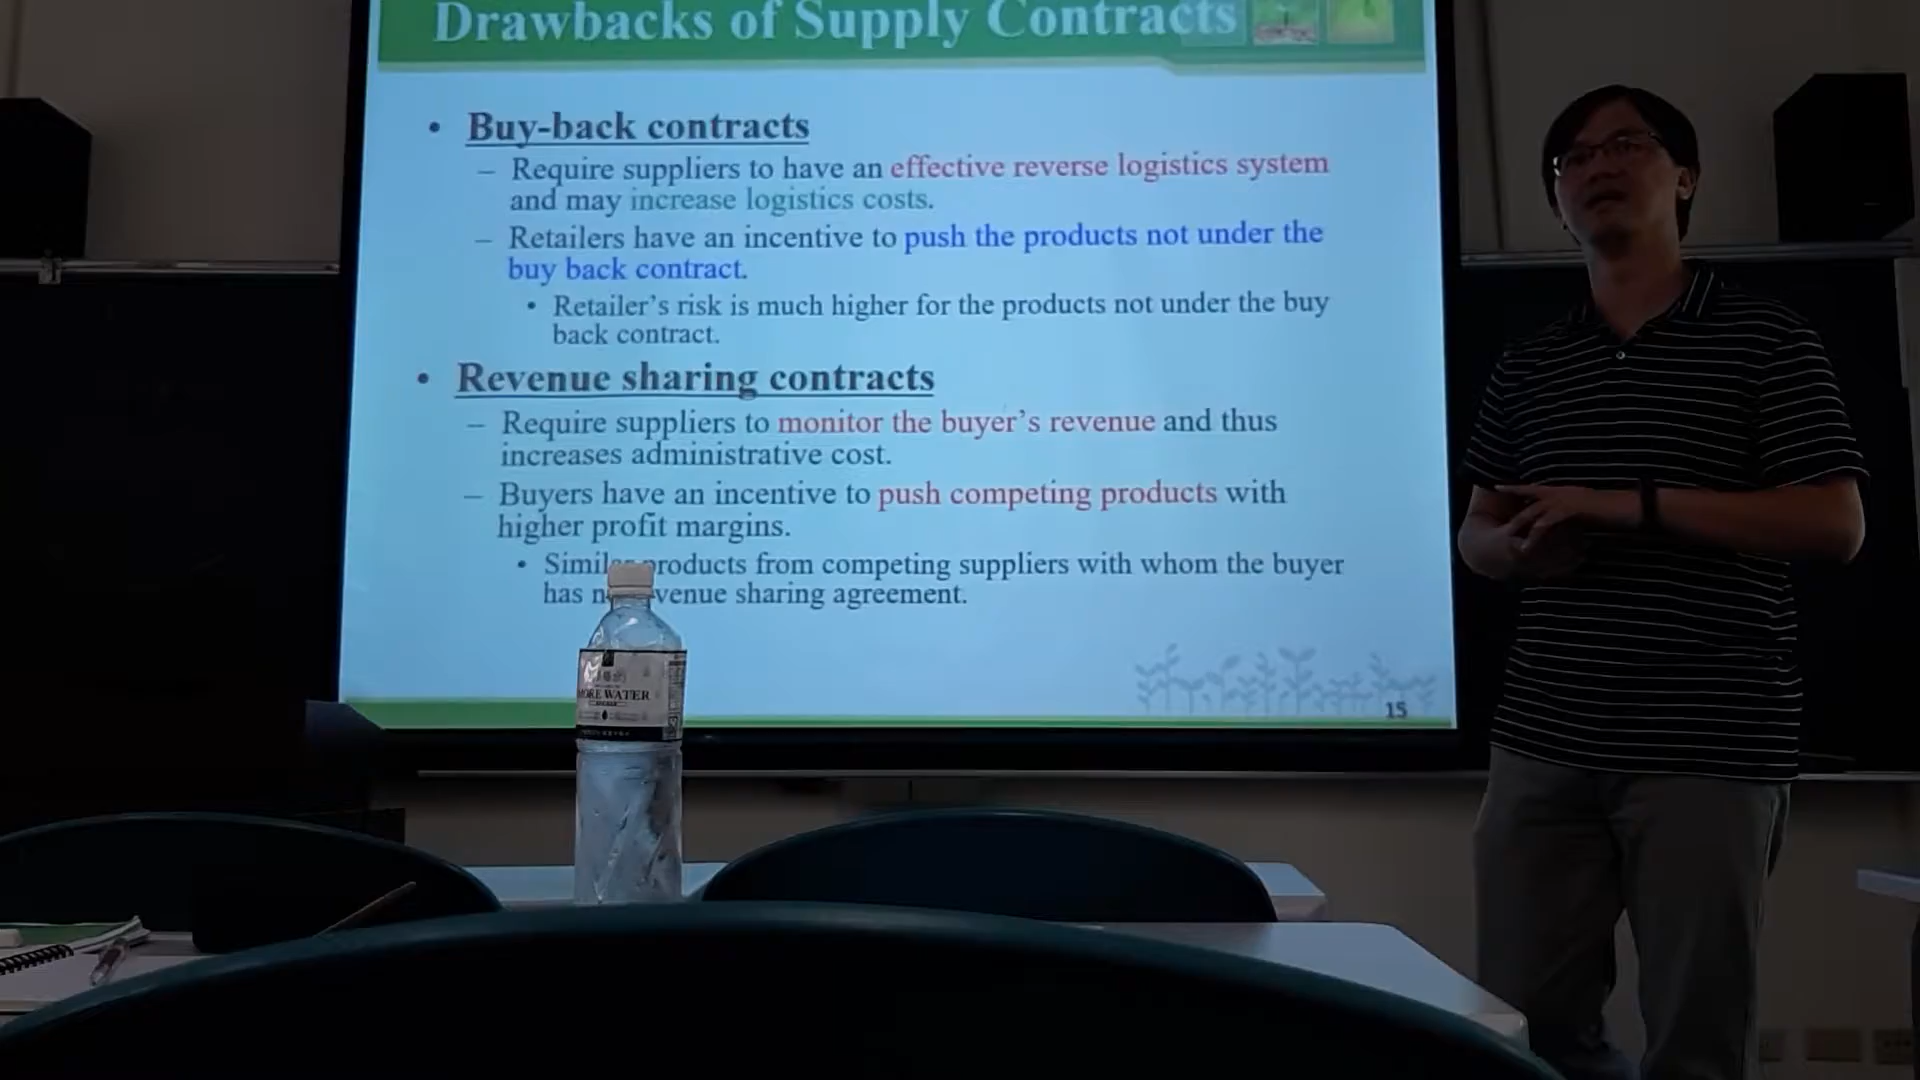 Drawbacks of Supply Contracts
• Buy-back contracts
– Require suppliers to have an effective reverse logistics system
and may increase logistics costs.
– Retailers have an incentive to push the products not under the
buy back contract.
• Retailer's risk is much higher for the products not under the buy
back contract.
• Revenue sharing contracts
– Require suppliers to monitor the buyer's revenue and thus
increases administrative cost.
– Buyers have an incentive to push competing products with
higher profit margins.
• products from competing suppliers with whom the buyer
has sharing agreement.
15
MORE WATER